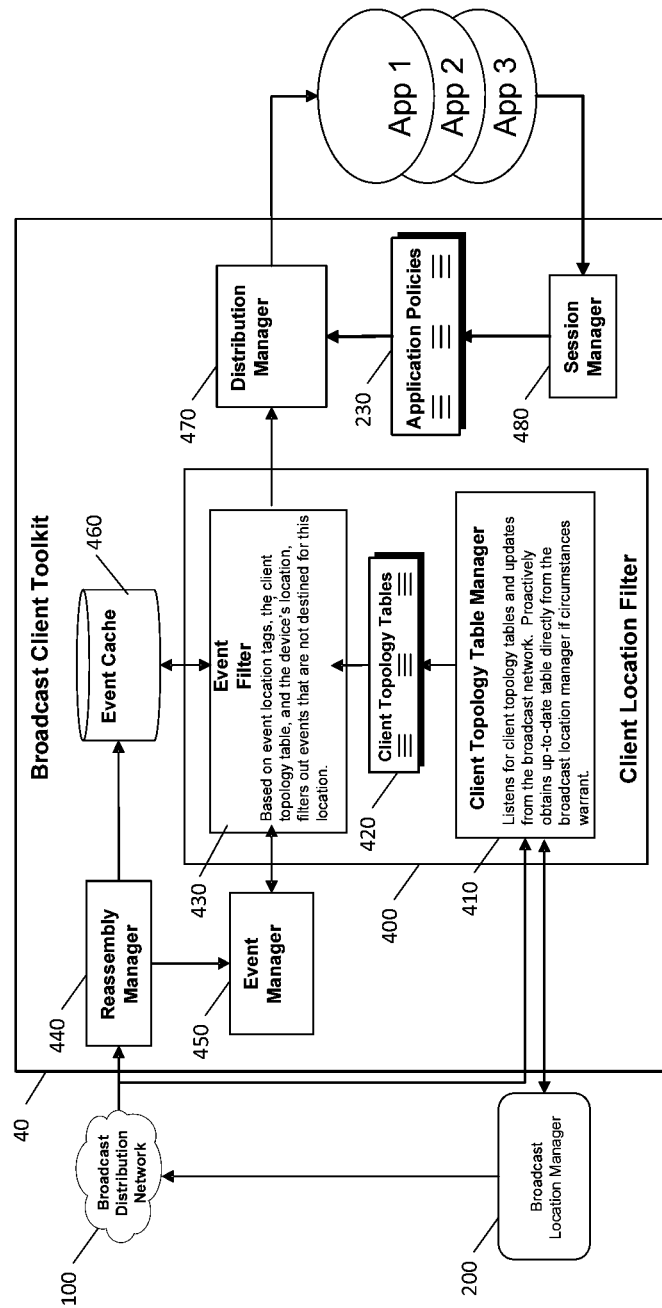 Broadcast Client Toolkit
40
100
Broadcast
Distribution
Network
440
Reassembly
Manager
460
Event Cache
450
Event
Manager
430
Event
Filter
Based on event location tags, the client
topology table, and the device's location,
filters out events that are not destined for this
location.
470
Distribution
Manager
App 1
App 2
App 3
420
Client Topology Tables
230
Application Policies
400
410
Client Topology Table Manager
Listens for client topology tables and updates
from the broadcast network. Proactively
obtains up-to-date table directly from the
broadcast location manager if circumstances
warrant.
Client Location Filter
480
Session
Manager
200
Broadcast
Location Manager